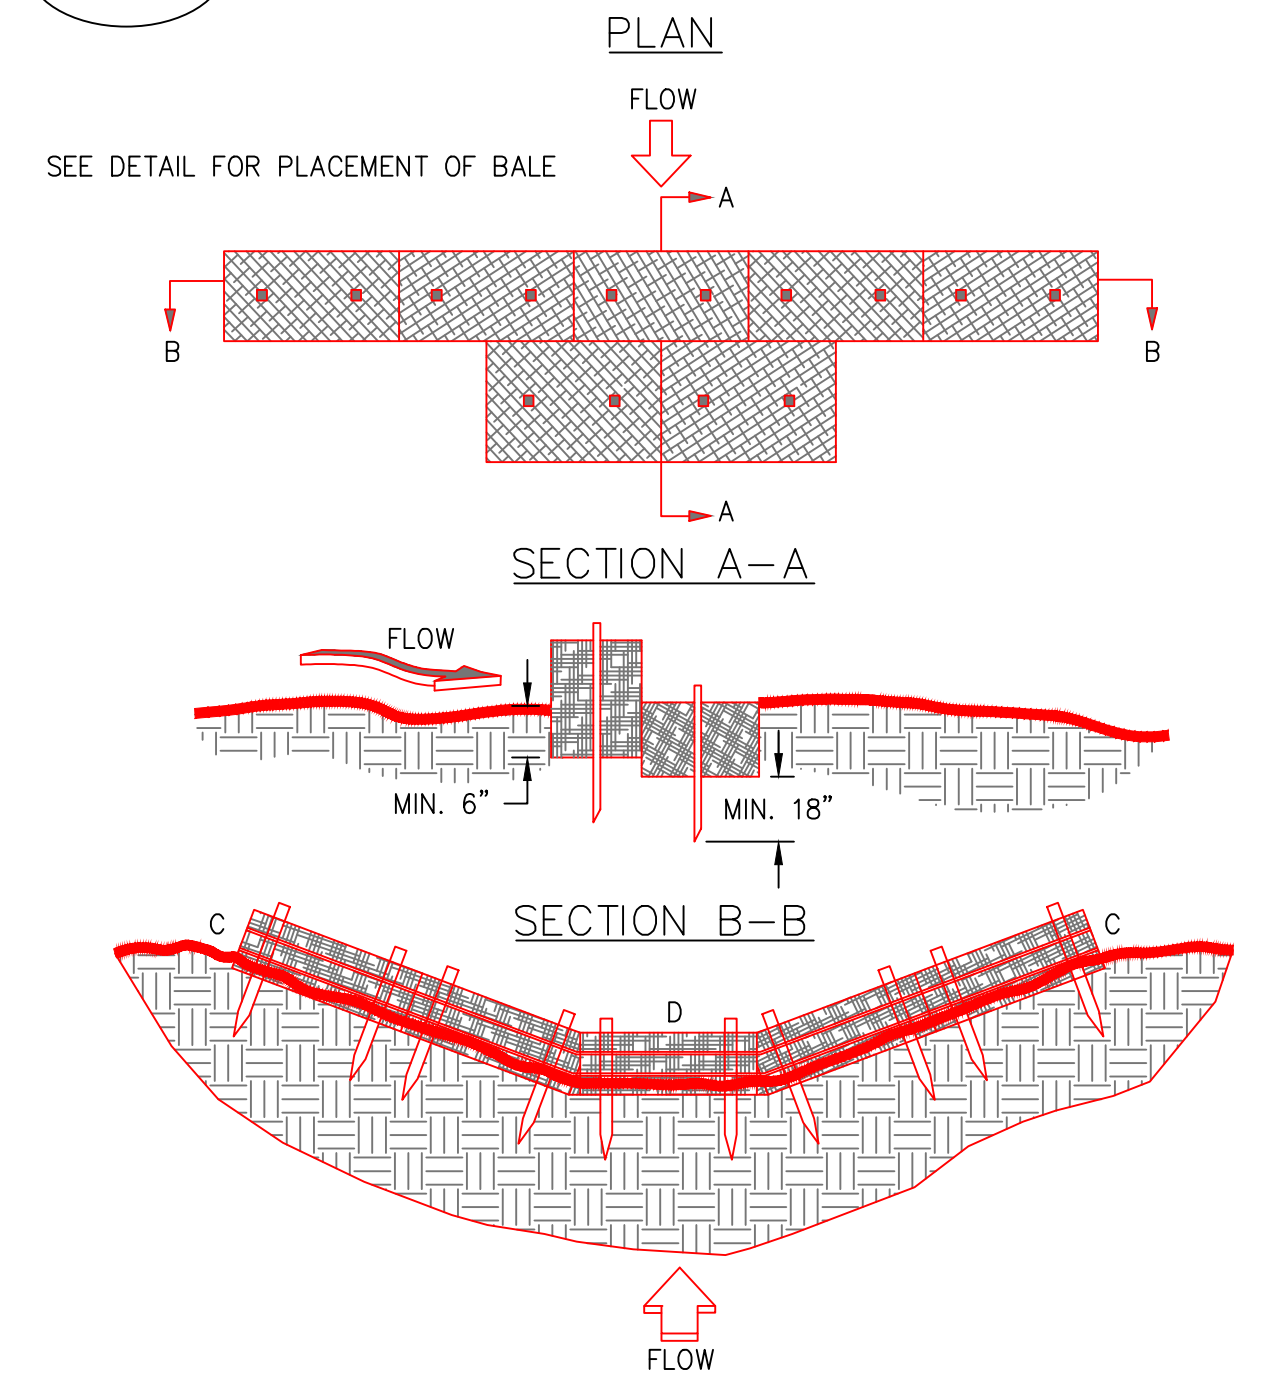 PLAN
FLOW
SEE DETAIL FOR PLACEMENT OF BALE
A
B
B
A
SECTION A-A
FLOW
MIN. 6"
MIN. 18"
SECTION B-B
C
C
D
FLOW